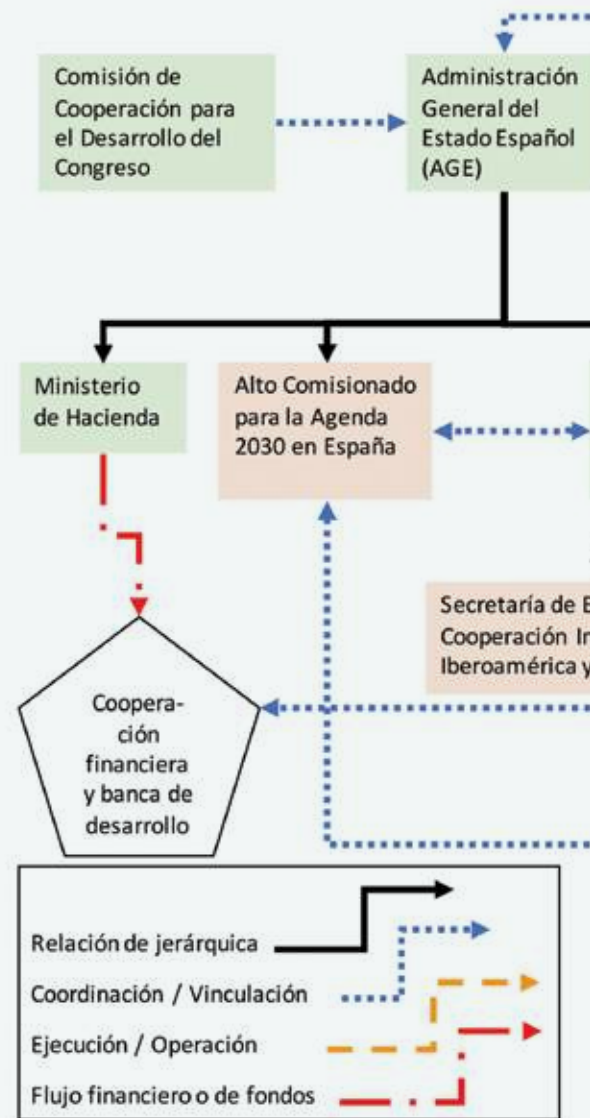 Comisión de
Cooperación para
el Desarrollo del
Congreso
Administración
General del
Estado Español
(AGE)
Ministerio
de Hacienda
Alto Comisionado
para la Agenda
2030 en España
Secretaría de E
Cooperación In
Iberoamérica y
Coopera-
ción
financiera
y banca de
desarrollo
Relación de jerárquica
Coordinación / Vinculación
Ejecución / Operación
Flujo financiero o de fondos